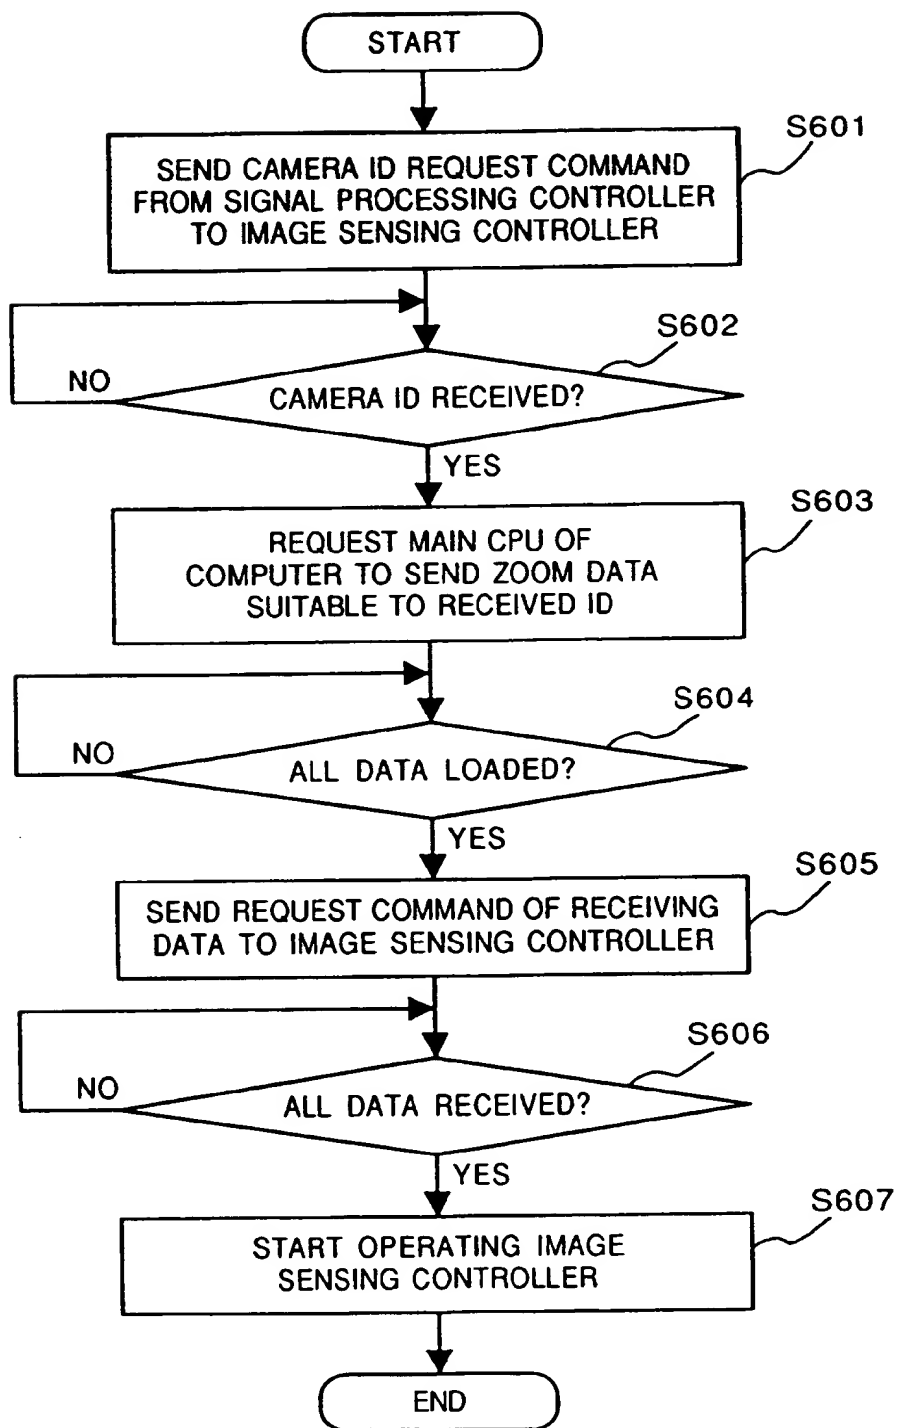 START
S601
SEND CAMERA ID REQUEST COMMAND
FROM SIGNAL PROCESSING CONTROLLER
TO IMAGE SENSING CONTROLLER
S602
NO
CAMERA ID RECEIVED?
YES
S603
REQUEST MAIN CPU OF
COMPUTER TO SEND ZOOM DATA
SUITABLE TO RECEIVED ID
S604
NO
ALL DATA LOADED?
YES
S605
SEND REQUEST COMMAND OF RECEIVING
DATA TO IMAGE SENSING CONTROLLER
S606
NO
ALL DATA RECEIVED?
YES
S607
START OPERATING IMAGE
SENSING CONTROLLER
END